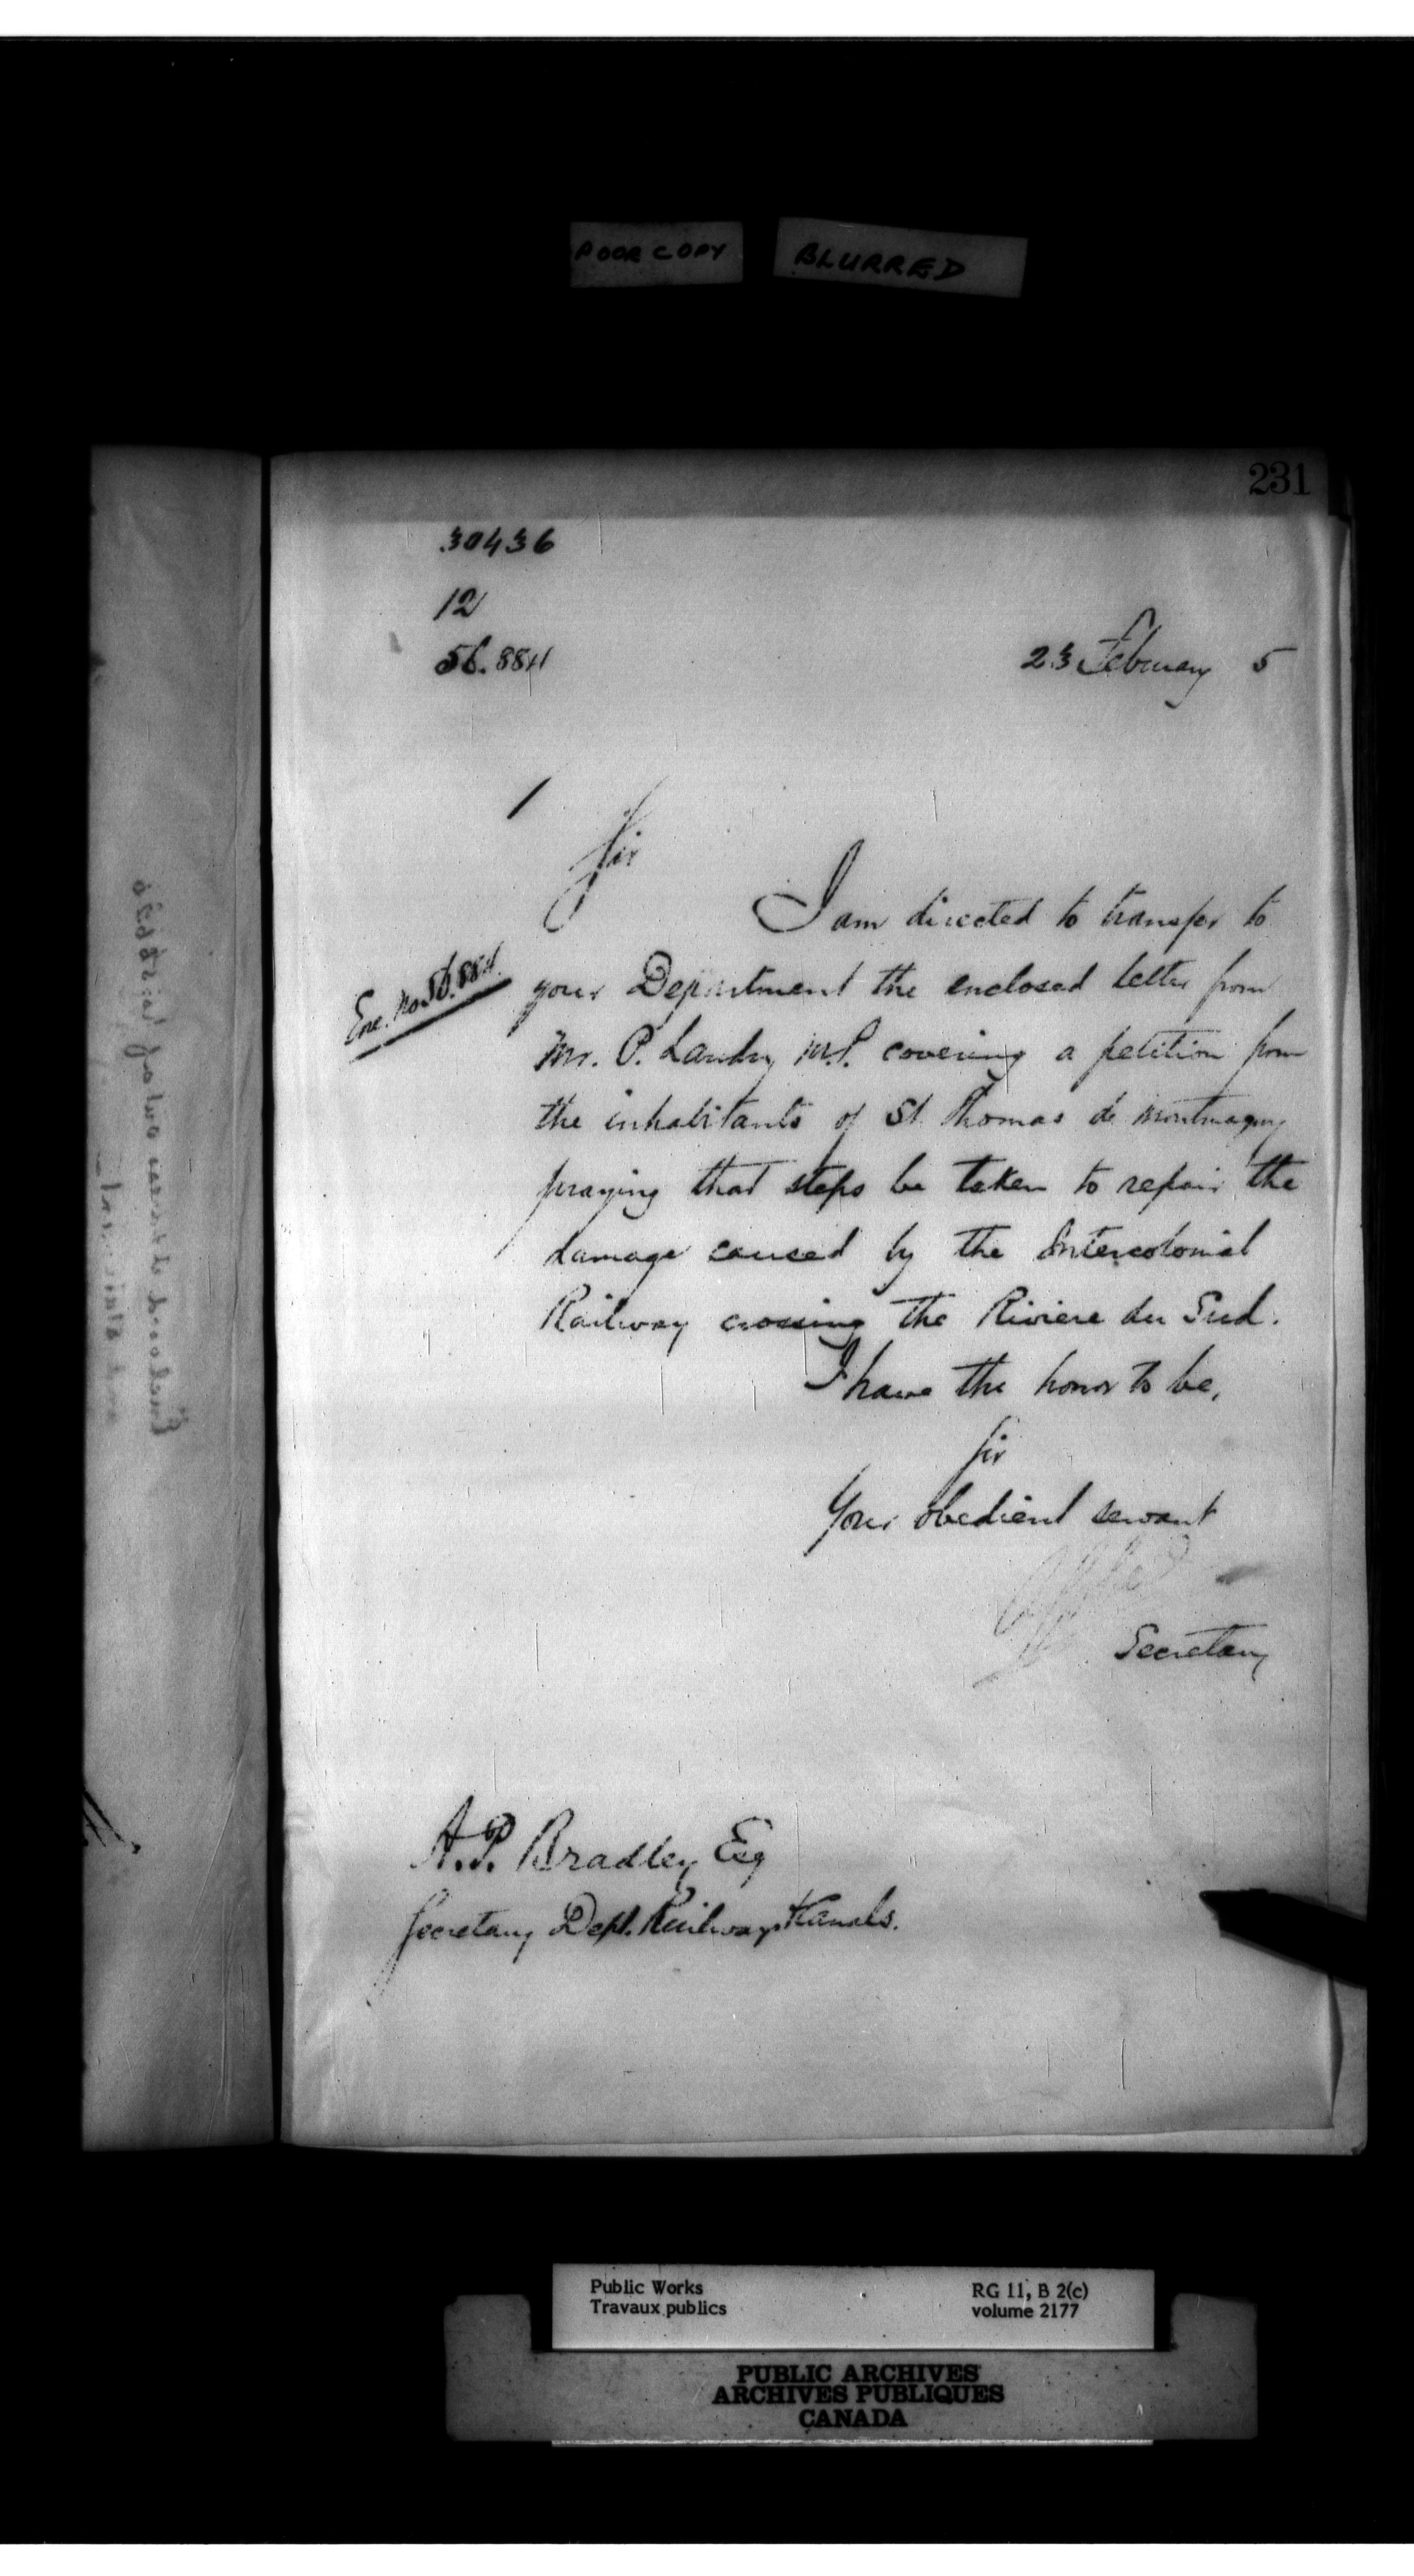 POOR COPY BLURRED
231
30436
12
56.884
23 February 5
Sir
I am directed to transfer to
Enc. No 56.884
your Department the enclosed letter from
Mr. P. Landry M.P. covering a petition from
the inhabitants of St. Thomas de Montmagny
praying that steps be taken to repair the
damage caused by the Intercolonial
Railway crossing the Riviere du Sud.
I have the honor to be,
Sir
Your obedient servant
Secretary
A.P. Bradley Esq
Secretary Dept. Railways & Canals.
Public Works
Travaux publics
RG 11, B 2(c)
volume 2177
PUBLIC ARCHIVES
ARCHIVES PUBLIQUES
CANADA